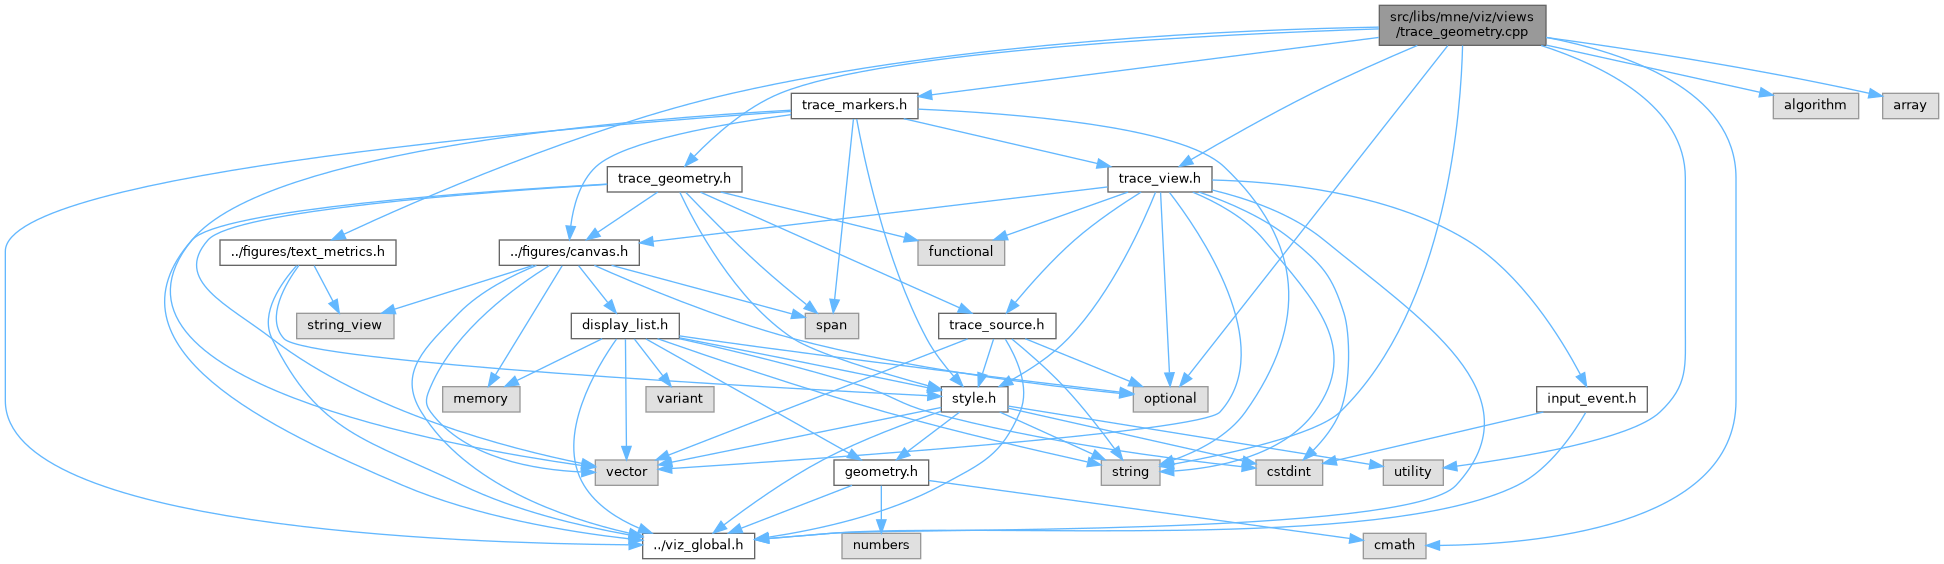 src/libs/mne/viz/views
/trace_geometry.cpp
trace_markers.h
algorithm
array
trace_geometry.h
trace_view.h
../figures/text_metrics.h
../figures/canvas.h
functional
string_view
display_list.h
span
trace_source.h
memory
variant
style.h
optional
input_event.h
vector
geometry.h
string
cstdint
utility
../viz_global.h
numbers
cmath